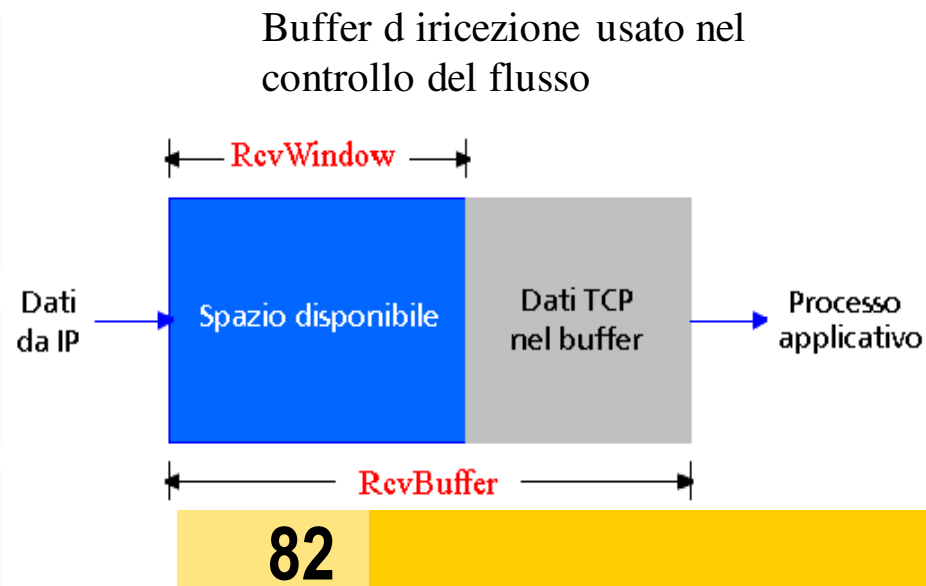 Buffer d iricezione usato nel
controllo del flusso
RcvWindow
Dati
da IP
Spazio disponibile
Dati TCP
nel buffer
Processo
applicativo
RcvBuffer
82